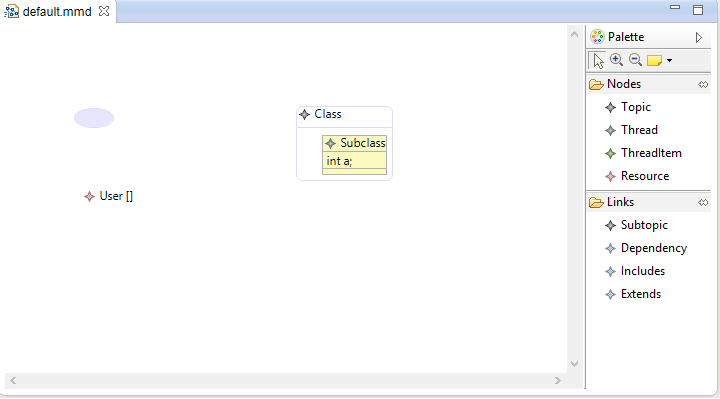 default.mmd
Palette
Nodes
Topic
Thread
ThreadItem
Resource
Links
Subtopic
Dependency
Includes
Extends
Class
Subclass
int a;
User []